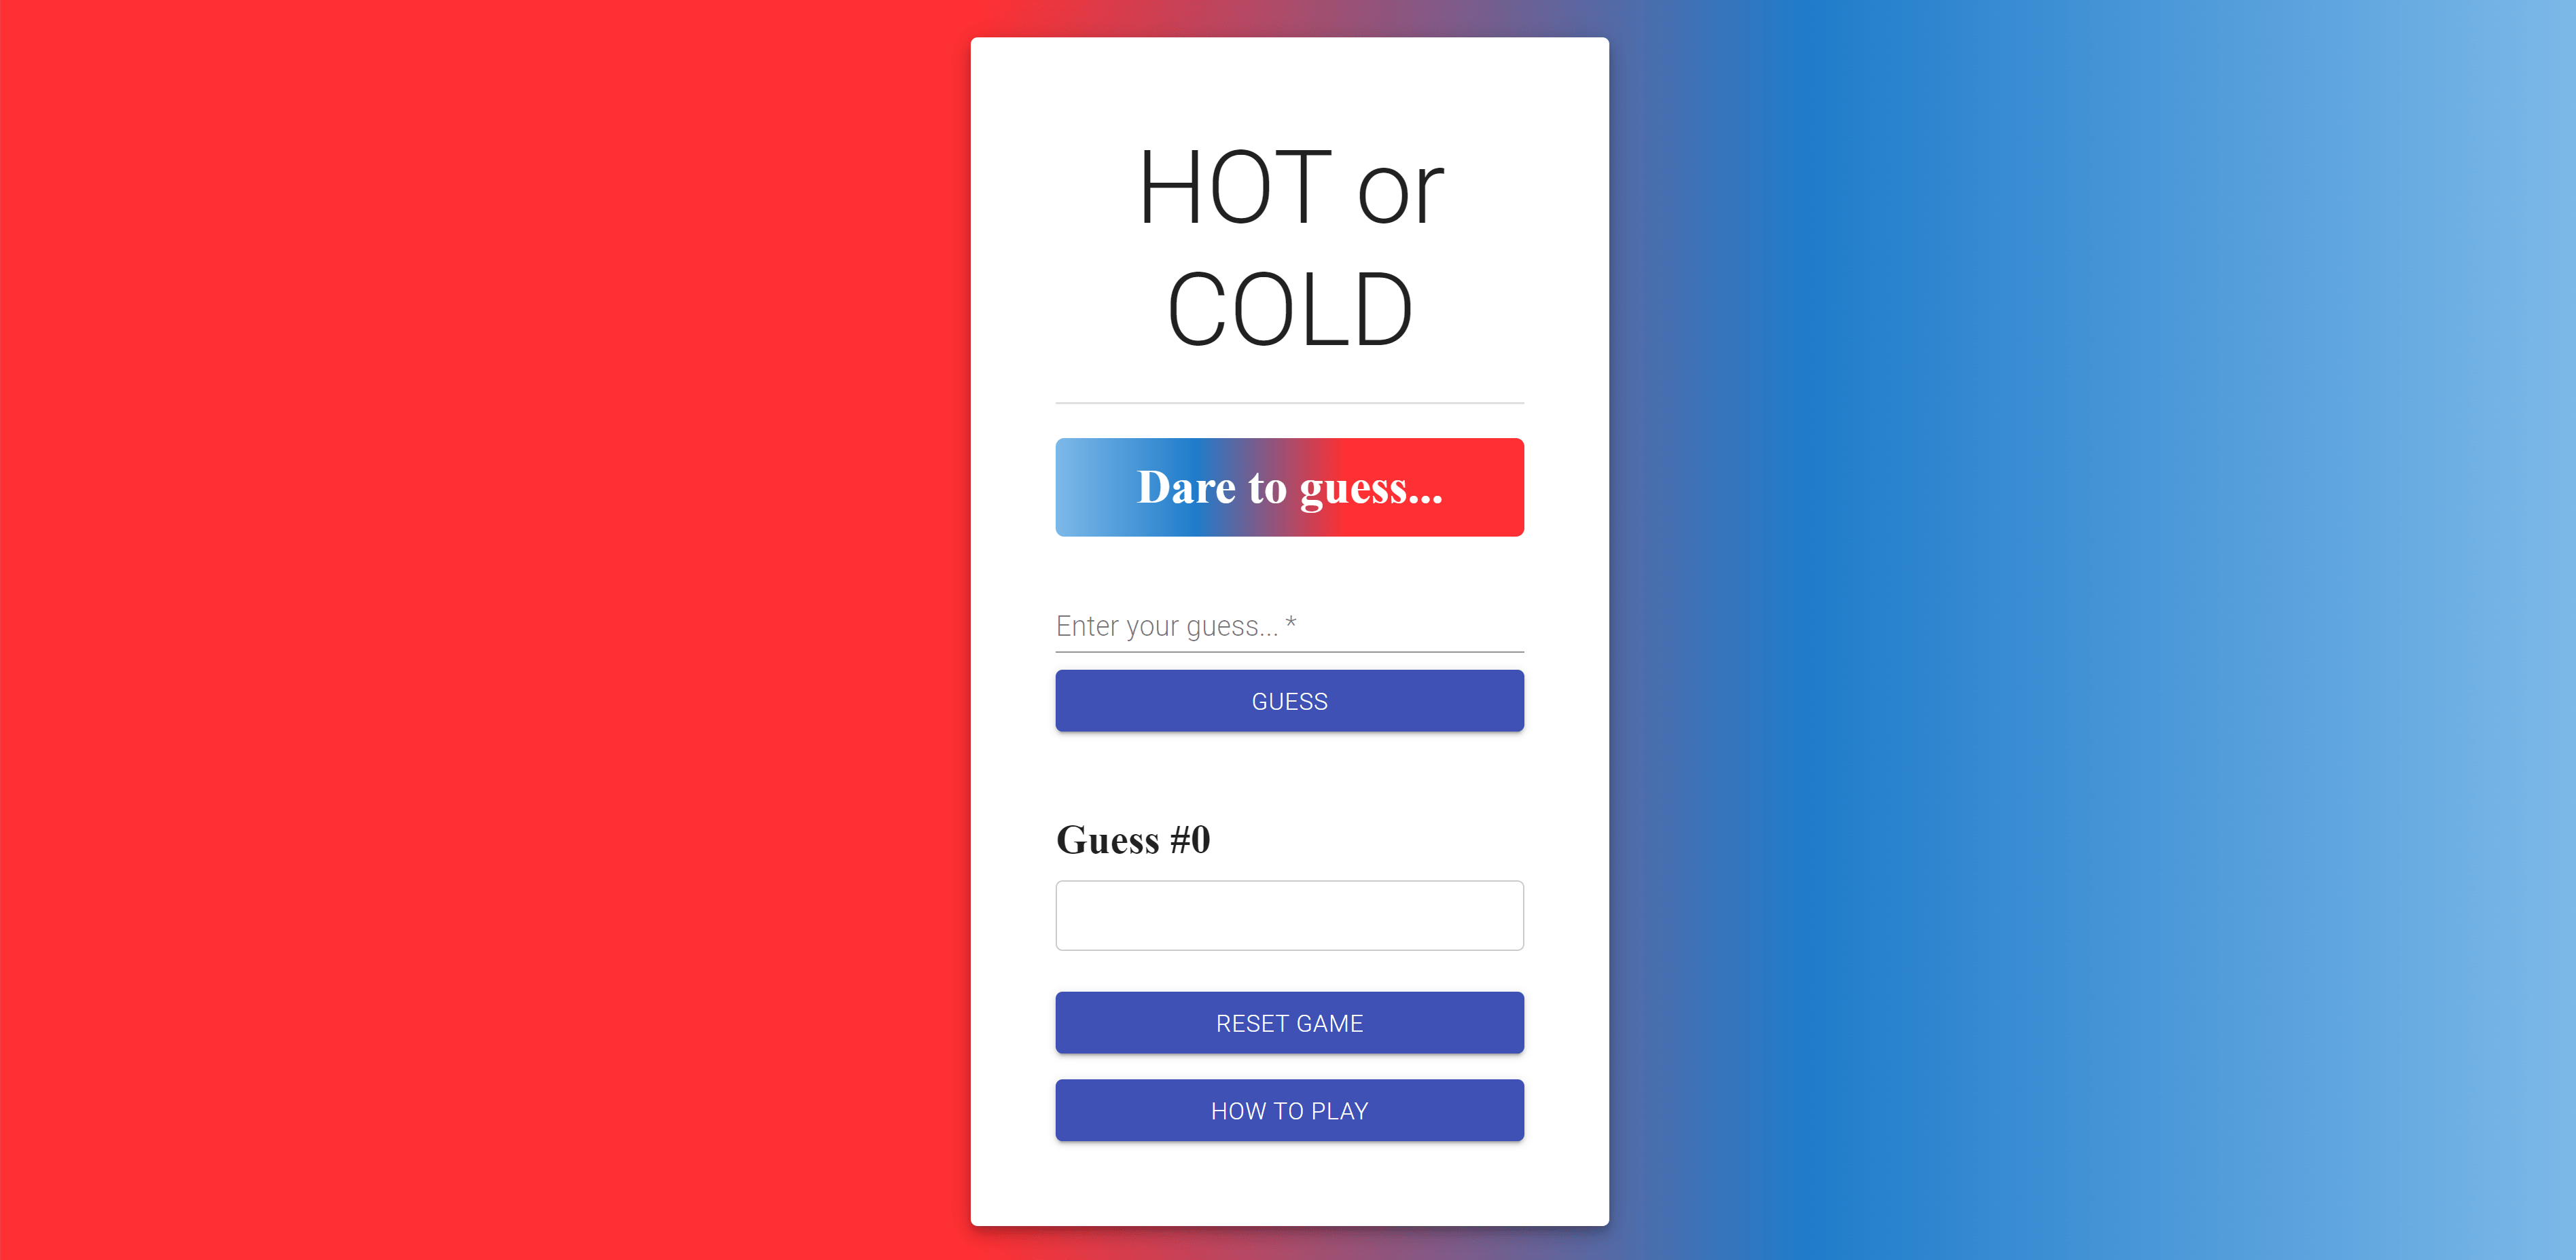 HOT or
COLD
Dare to guess...
Enter your guess... *
GUESS
Guess #0
RESET GAME
HOW TO PLAY